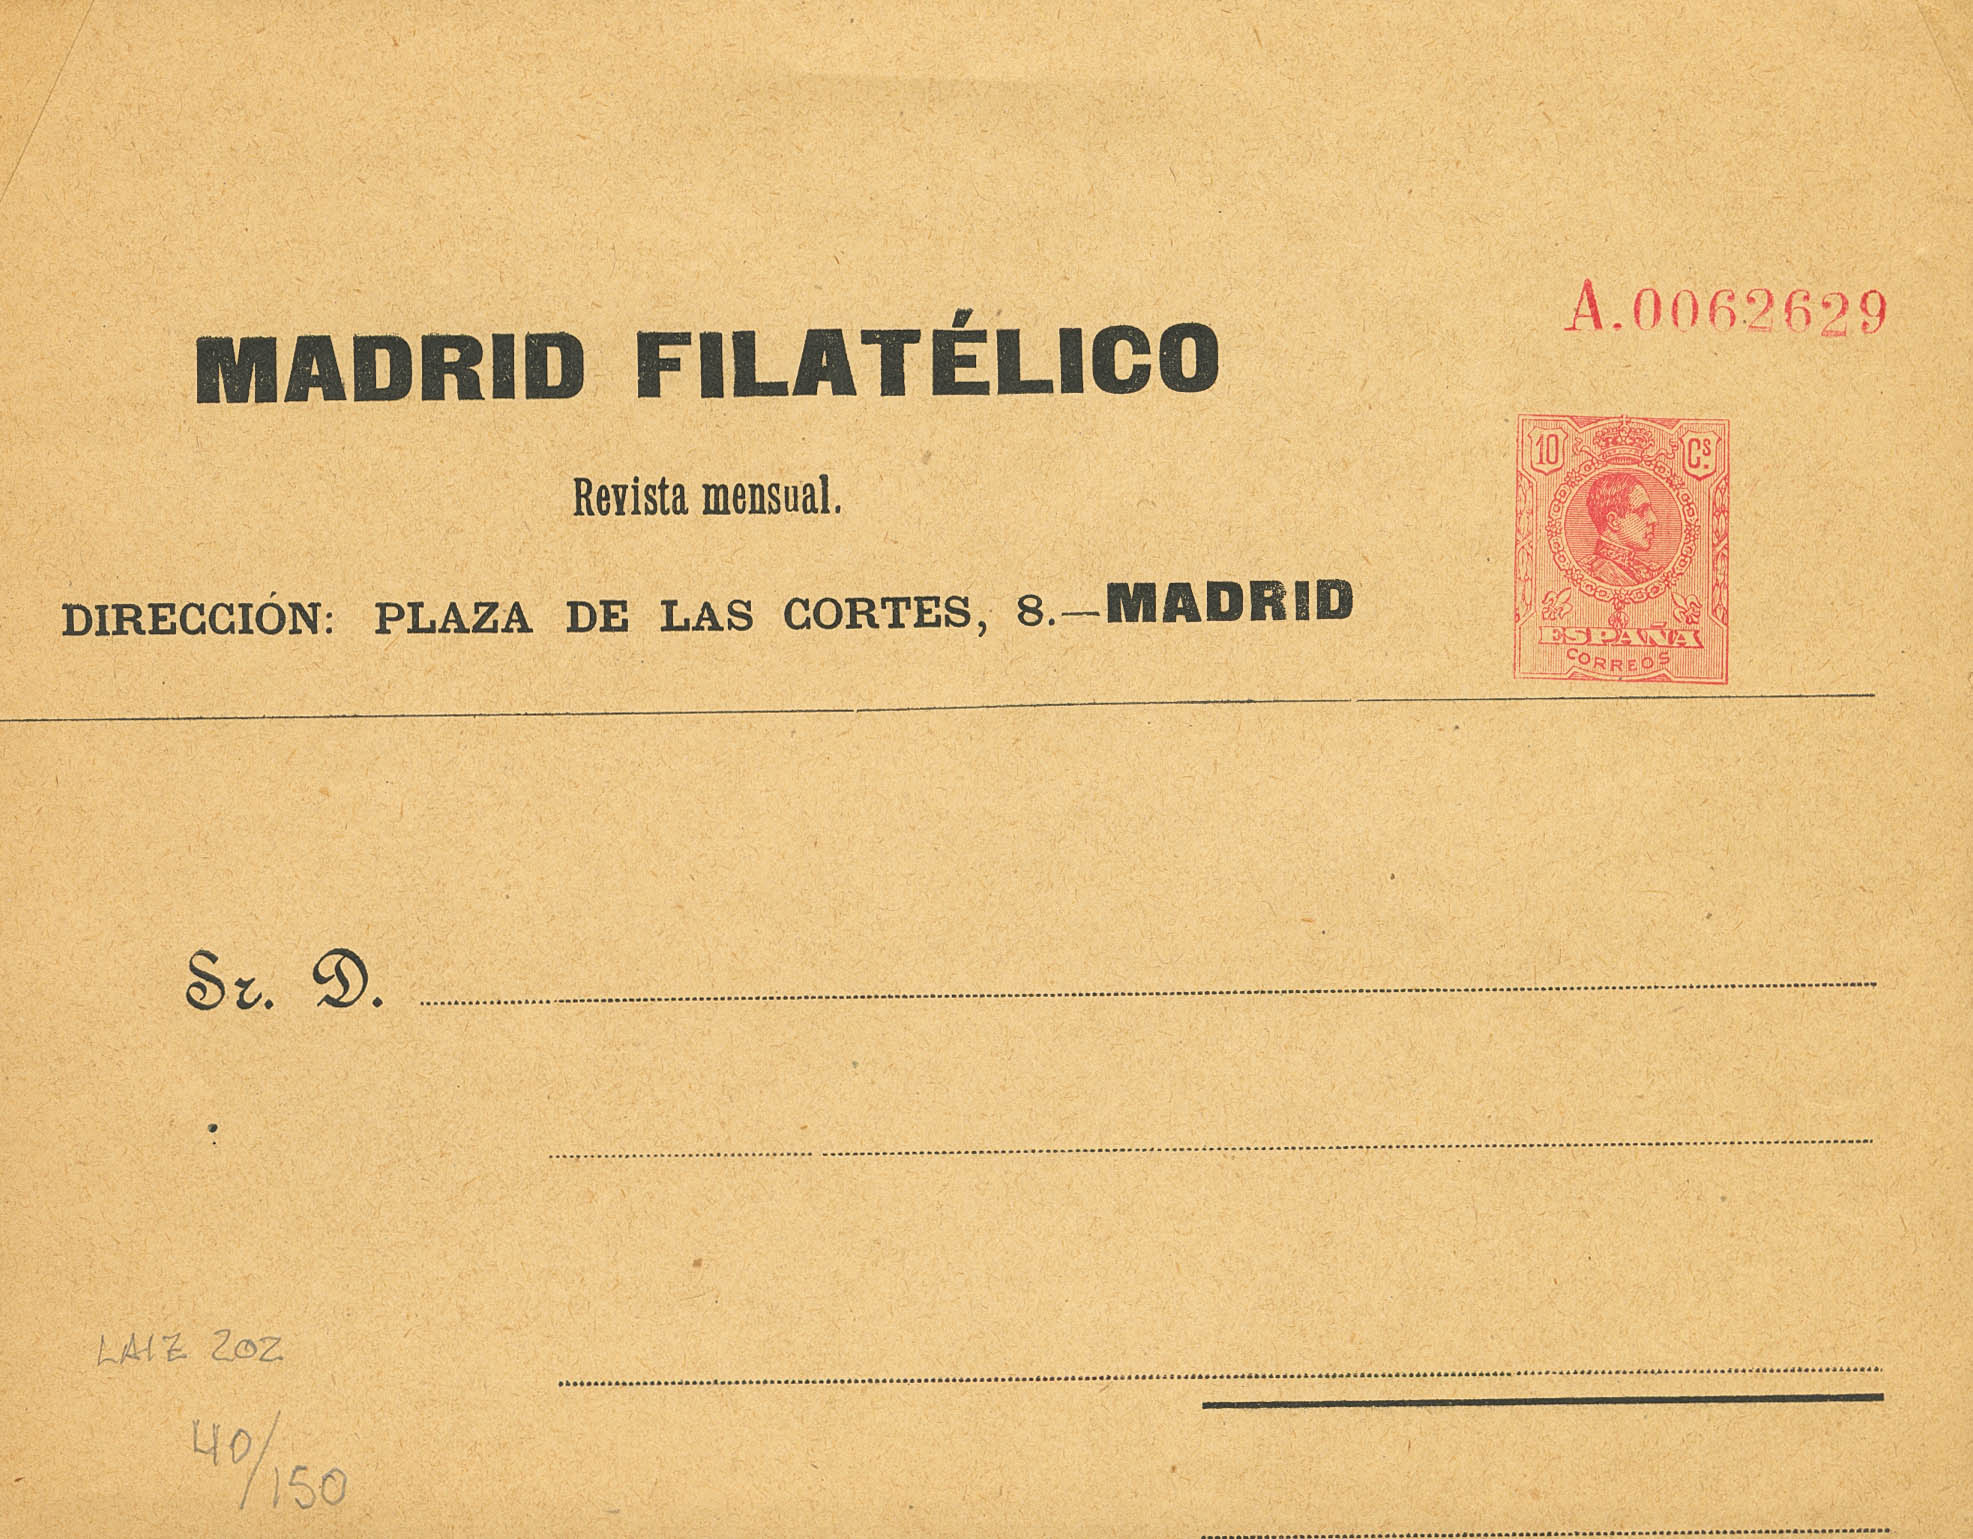 A.0062629
MADRID FILATÉLICO
Revista mensual.
10 Cs.
DIRECCIÓN: PLAZA DE LAS CORTES, 8.—MADRID
ESPAÑA
CORREOS
Sr. D.
LAIZ 202
40/150